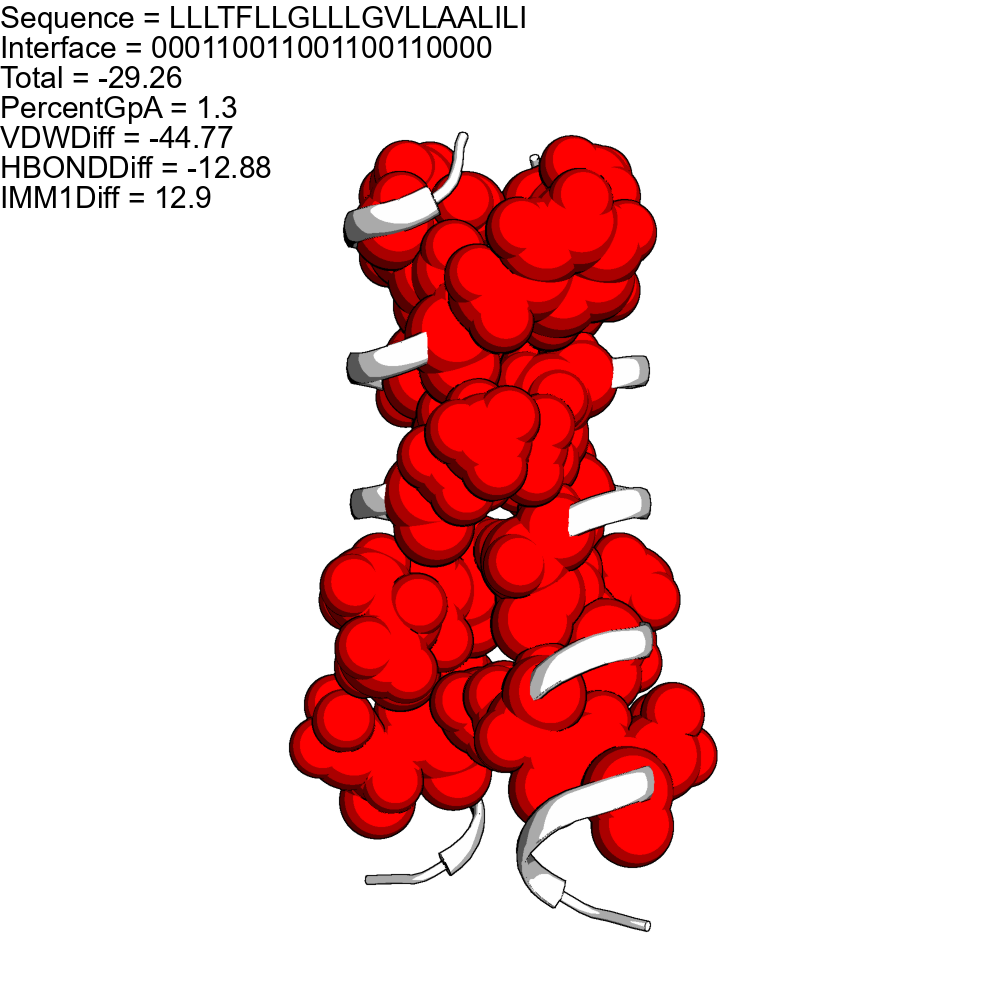 Sequence = LLLTFLLGLLLGVLLAALILI
Interface = 000110011001100110000
Total = -29.26
PercentGpA = 1.3
VDWDiff = -44.77
HBONDDiff = -12.88
IMM1Diff = 12.9